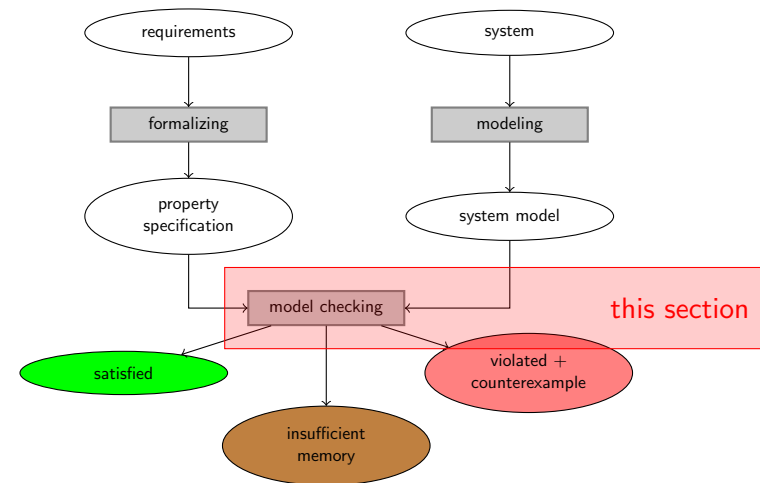 requirements
system
formalizing
modeling
property
specification
system model
model checking
this section
satisfied
violated +
counterexample
insufficient
memory